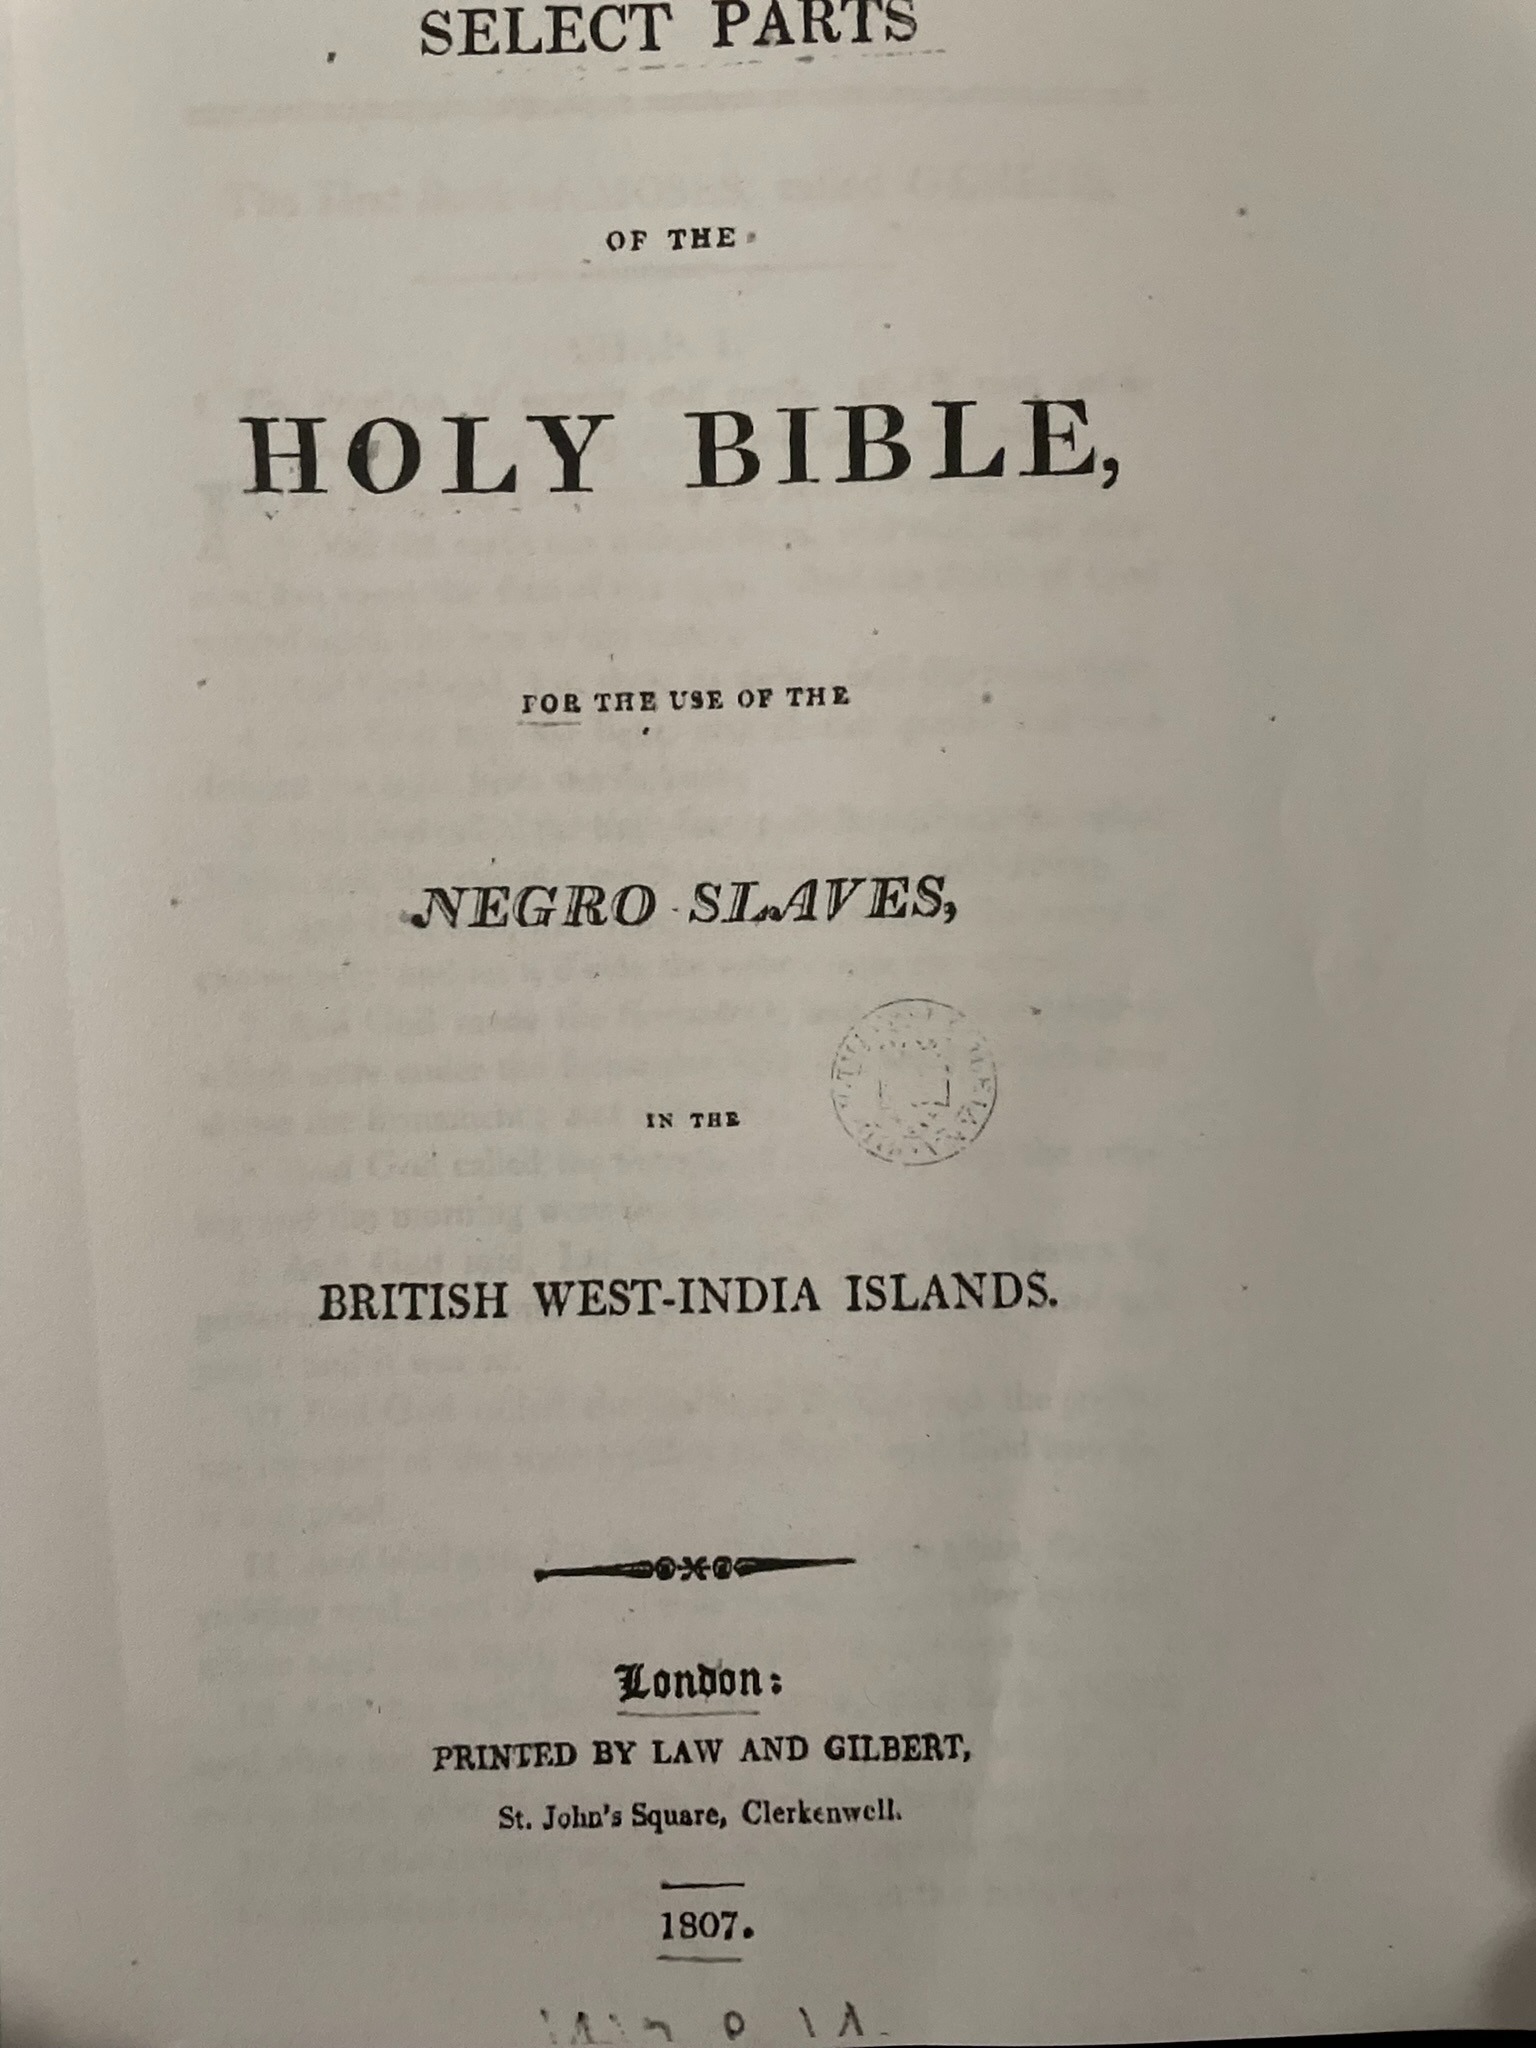 SELECT PARTS
OF THE
HOLY BIBLE,
FOR THE USE OF THE
NEGRO SLAVES,
IN THE
BRITISH WEST-INDIA ISLANDS.
London:
PRINTED BY LAW AND GILBERT,
St. John's Square, Clerkenwell.
1807.